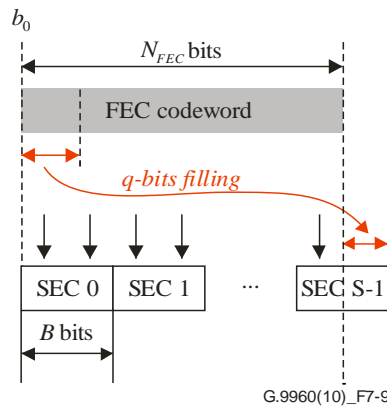 b0
NFEC bits
FEC codeword
q-bits filling
SEC 0 SEC 1 ... SEC S-1
B bits
G.9960(10)_F7-9